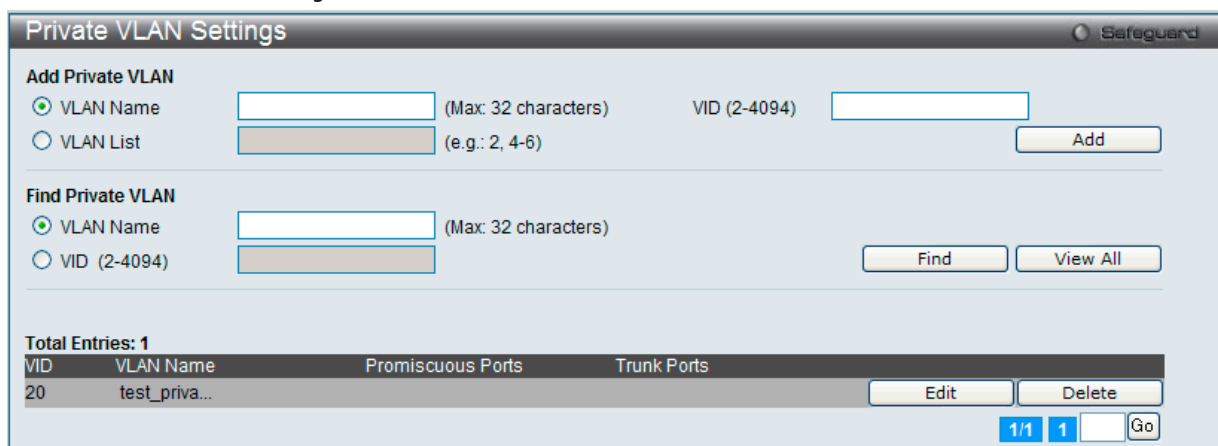 Private VLAN Settings Safeguard
Add Private VLAN
VLAN Name (Max: 32 characters) VID (2-4094)
VLAN List (e.g.: 2, 4-6) Add
Find Private VLAN
VLAN Name (Max: 32 characters)
VID (2-4094) Find View All
Total Entries: 1
VID VLAN Name Promiscuous Ports Trunk Ports
20 test_priva... Edit Delete
1/1 1 Go